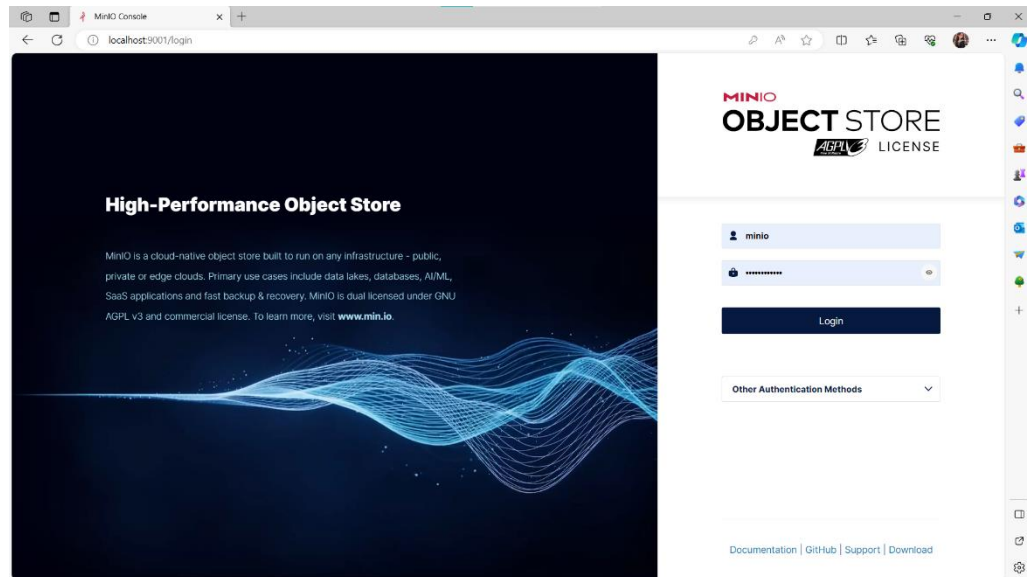 MinIO Console
localhost:9001/login
MINIO
OBJECT STORE
AGPLv3 LICENSE
High-Performance Object Store
MinIO is a cloud-native object store built to run on any infrastructure - public,
private or edge clouds. Primary use cases include data lakes, databases, AI/ML,
SaaS applications and fast backup & recovery. MinIO is dual licensed under GNU
AGPL v3 and commercial license. To learn more, visit www.min.io.
minio
••••••••••••
Login
Other Authentication Methods
Documentation | GitHub | Support | Download